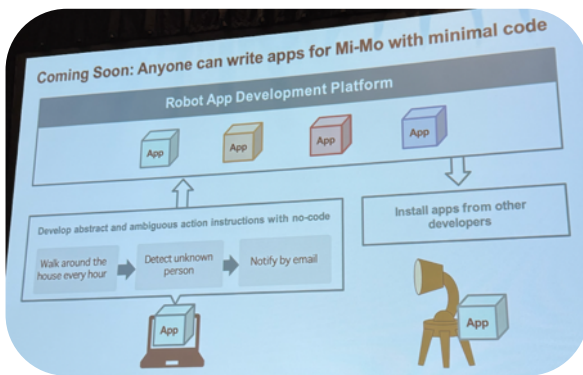 Coming Soon: Anyone can write apps for Mi-Mo with minimal code
Robot App Development Platform
App
App
App
App
Develop abstract and ambiguous action instructions with no-code
Walk around the
house every hour
Detect unknown
person
Notify by email
Install apps from other
developers
App
App